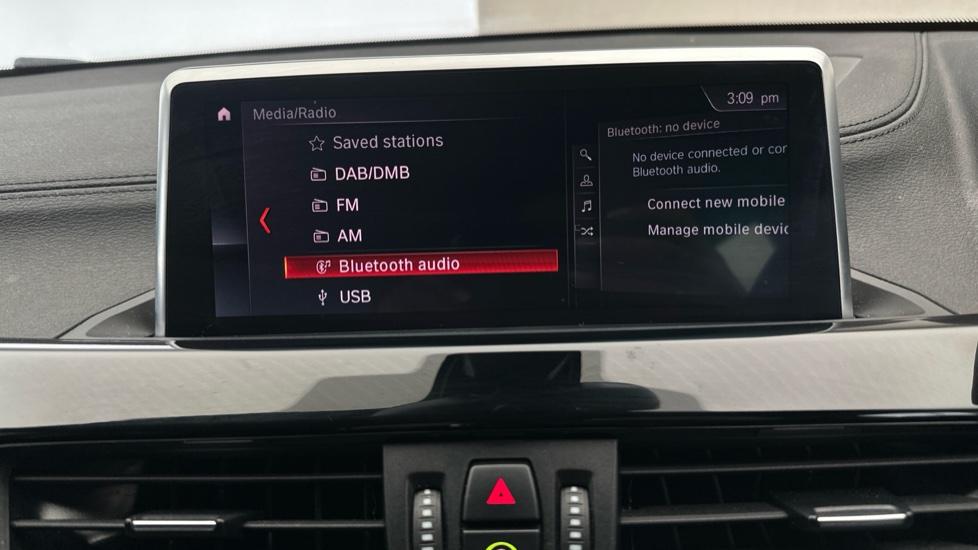 3:09 pm
Media/Radio
Saved stations
DAB/DMB
FM
AM
Bluetooth audio
USB
Bluetooth: no device
No device connected or cor
Bluetooth audio.
Connect new mobile
Manage mobile devic